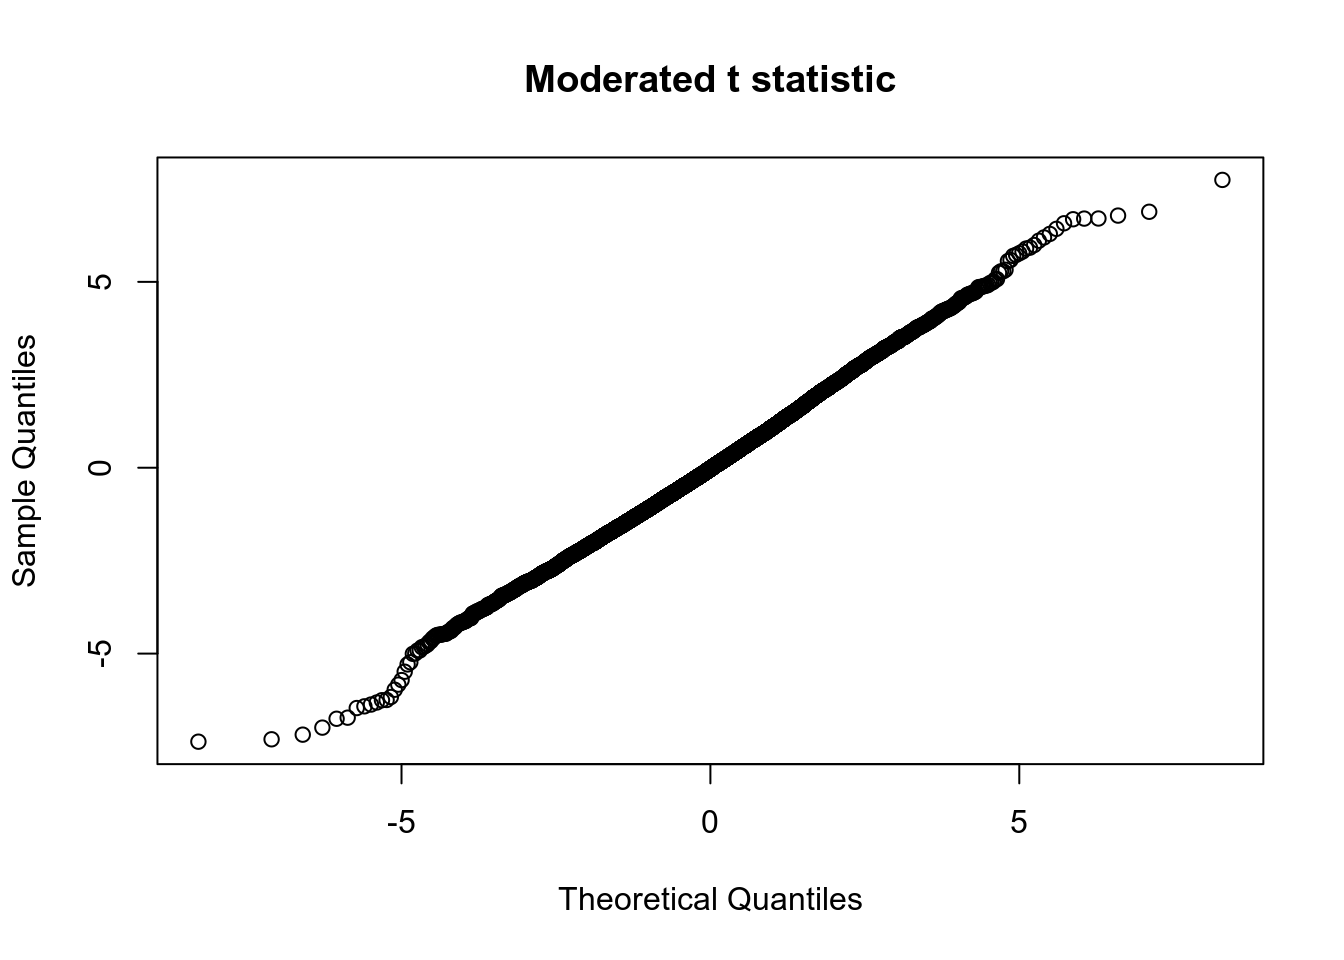 Moderated t statistic
Sample Quantiles
5
0
-5
-5 0 5
Theoretical Quantiles